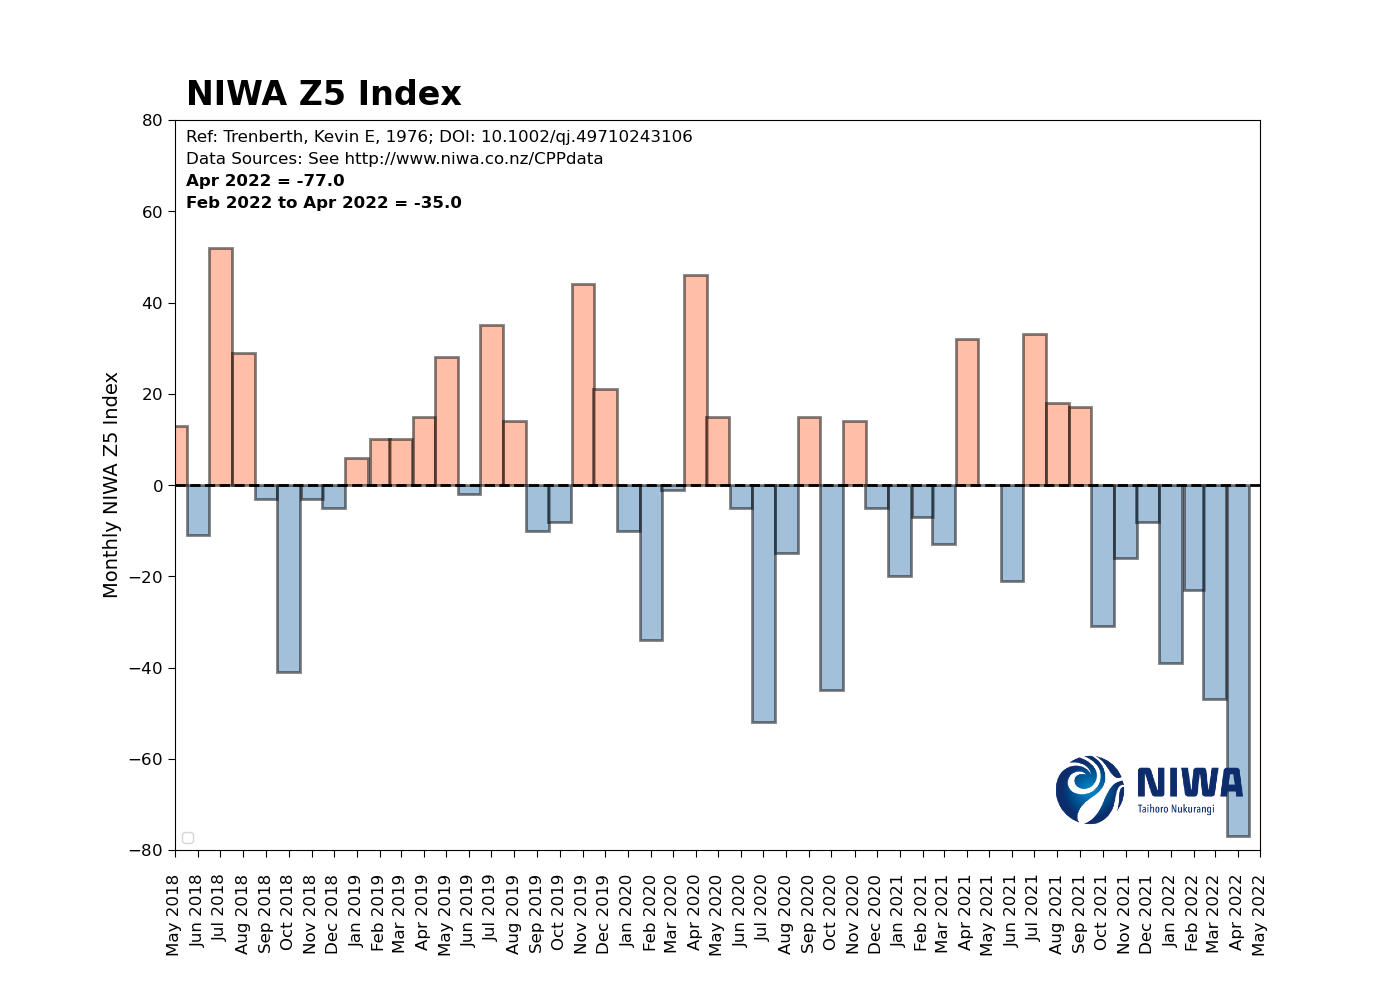 NIWA Z5 Index
Ref: Trenberth, Kevin E, 1976; DOI: 10.1002/qj.49710243106
Data Sources: See http://www.niwa.co.nz/CPPdata
Apr 2022 = -77.0
Feb 2022 to Apr 2022 = -35.0
Monthly NIWA Z5 Index
80
60
40
20
0
−20
−40
−60
−80
NIWA
Taihoro Nukurangi
May 2018
Jun 2018
Jul 2018
Aug 2018
Sep 2018
Oct 2018
Nov 2018
Dec 2018
Jan 2019
Feb 2019
Mar 2019
Apr 2019
May 2019
Jun 2019
Jul 2019
Aug 2019
Sep 2019
Oct 2019
Nov 2019
Dec 2019
Jan 2020
Feb 2020
Mar 2020
Apr 2020
May 2020
Jun 2020
Jul 2020
Aug 2020
Sep 2020
Oct 2020
Nov 2020
Dec 2020
Jan 2021
Feb 2021
Mar 2021
Apr 2021
May 2021
Jun 2021
Jul 2021
Aug 2021
Sep 2021
Oct 2021
Nov 2021
Dec 2021
Jan 2022
Feb 2022
Mar 2022
Apr 2022
May 2022